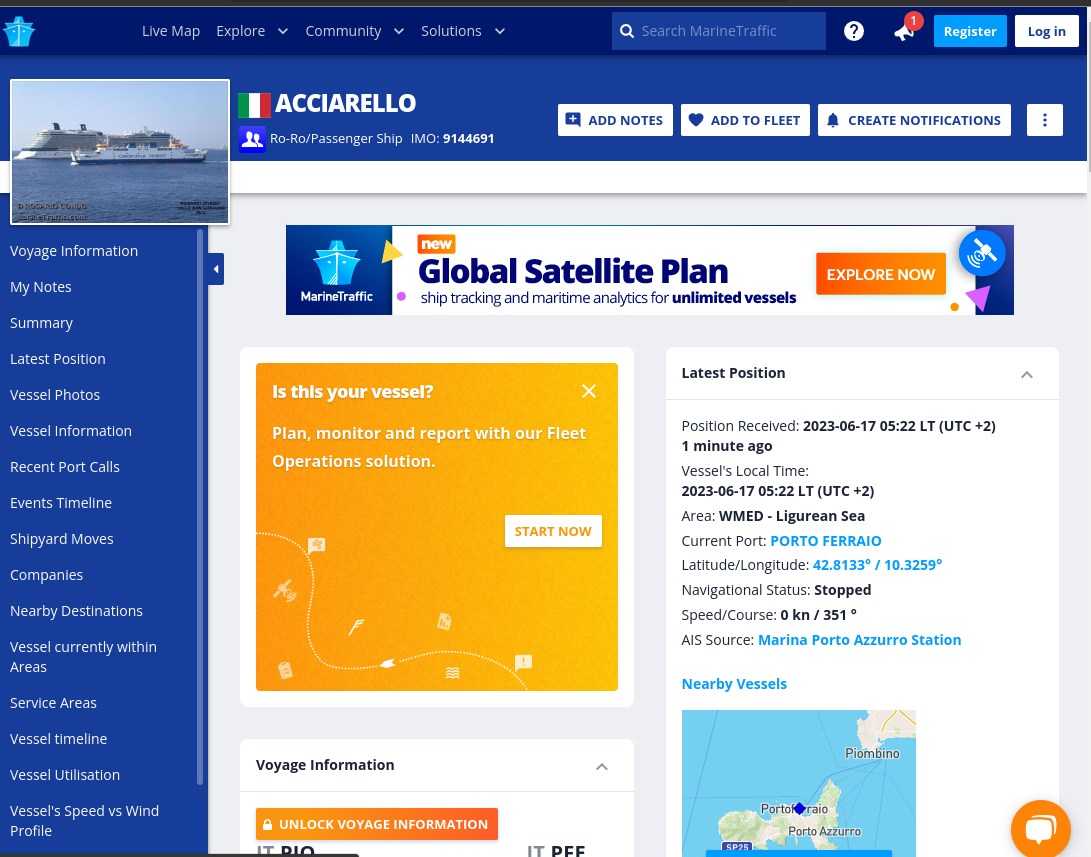 Live Map Explore Community Solutions Search MarineTraffic 1 Register Log in
ACCIARELLO
Ro-Ro/Passenger Ship IMO: 9144691
ADD NOTES ADD TO FLEET CREATE NOTIFICATIONS
© ROSARIO CONDO
MarineTraffic.com
Voyage Information
My Notes
Summary
Latest Position
Vessel Photos
Vessel Information
Recent Port Calls
Events Timeline
Shipyard Moves
Companies
Nearby Destinations
Vessel currently within
Areas
Service Areas
Vessel timeline
Vessel Utilisation
Vessel's Speed vs Wind
Profile
MarineTraffic
new
Global Satellite Plan
ship tracking and maritime analytics for unlimited vessels
EXPLORE NOW
Is this your vessel?
Plan, monitor and report with our Fleet
Operations solution.
START NOW
Voyage Information
UNLOCK VOYAGE INFORMATION
IT PIO IT PFE
Latest Position
Position Received: 2023-06-17 05:22 LT (UTC +2)
1 minute ago
Vessel's Local Time:
2023-06-17 05:22 LT (UTC +2)
Area: WMED - Ligurean Sea
Current Port: PORTO FERRAIO
Latitude/Longitude: 42.8133° / 10.3259°
Navigational Status: Stopped
Speed/Course: 0 kn / 351 °
AIS Source: Marina Porto Azzurro Station
Nearby Vessels
Piombino
Portoferraio
Porto Azzurro
SP25